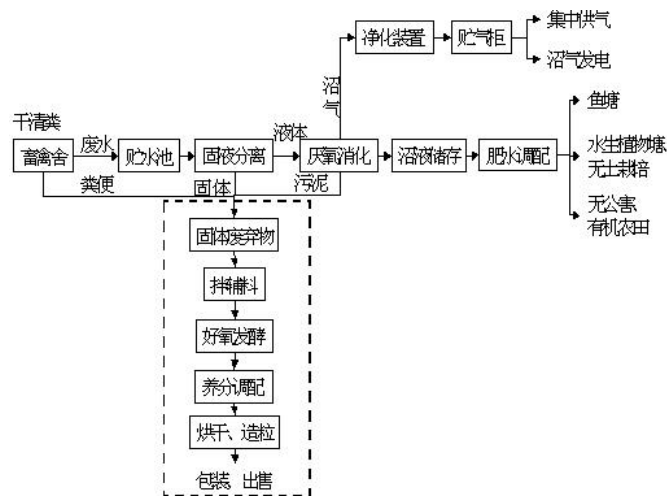 集中供气
净化装置
贮气柜
沼气发电
沼气
鱼塘
干清粪
畜禽舍
废水
贮水池
固液分离
液体
厌氧消化
沼液储存
肥水调配
水生植物塘
无土栽培
粪便
固体
污泥
无公害
有机农田
固体废弃物
拌辅料
好氧发酵
养分调配
烘干、造粒
包装、出售